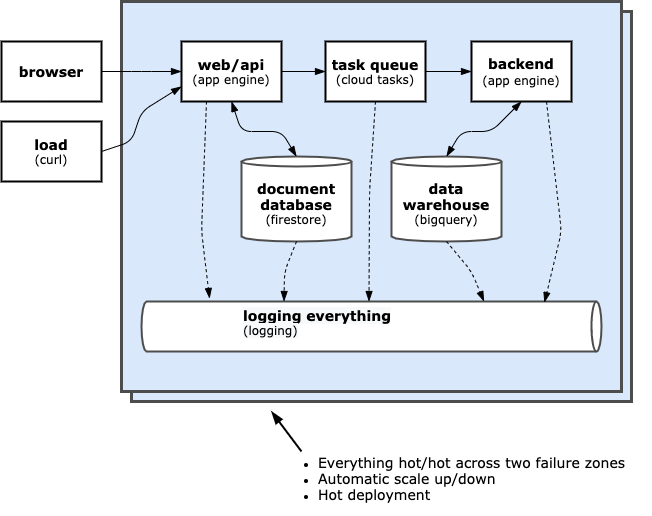 browser
web/api
(app engine)
task queue
(cloud tasks)
backend
(app engine)
load
(curl)
document
database
(firestore)
data
warehouse
(bigquery)
logging everything
(logging)
• Everything hot/hot across two failure zones
• Automatic scale up/down
• Hot deployment